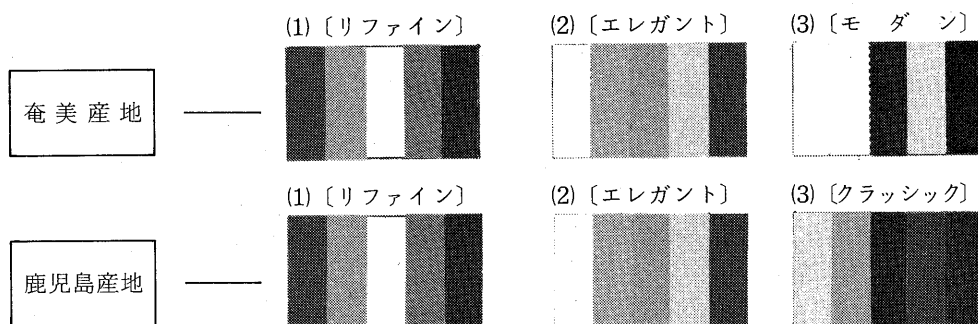 (1)〔リファイン〕 (2)〔エレガント〕 (3)〔モダン〕
奄美産地
(1)〔リファイン〕 (2)〔エレガント〕 (3)〔クラッシック〕
鹿児島産地